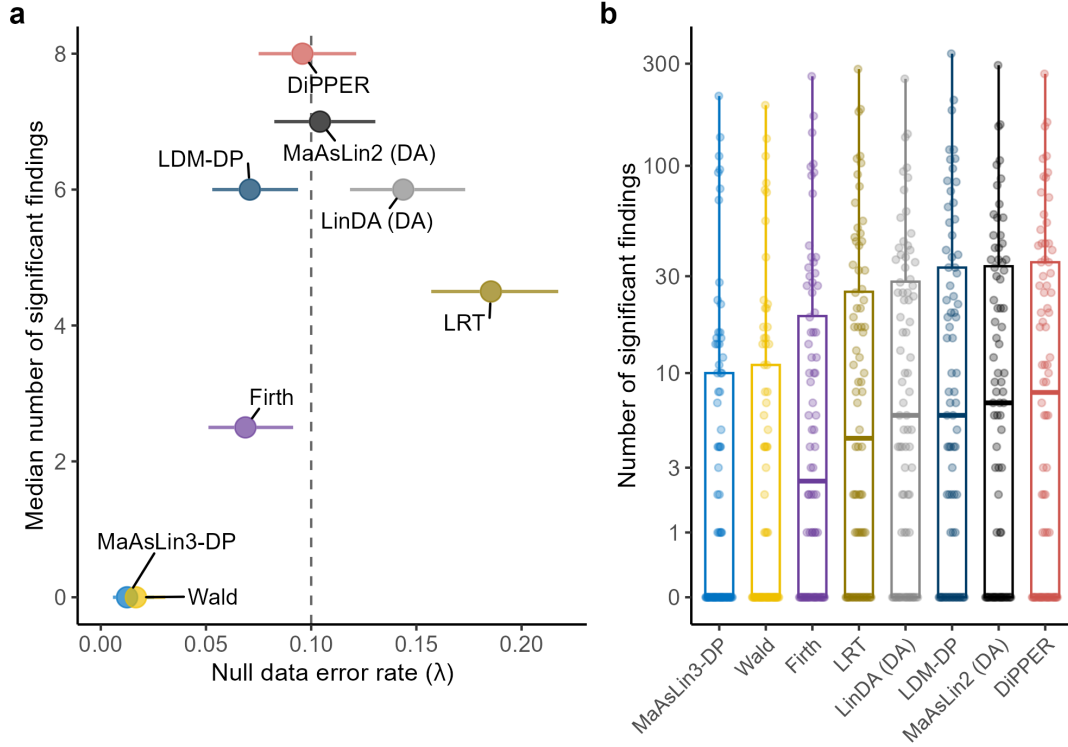 a
Median number of significant findings
8
6
4
2
0
DiPPER
MaAsLin2 (DA)
LDM-DP
LinDA (DA)
LRT
Firth
MaAsLin3-DP
Wald
0.00
0.05
0.10
0.15
0.20
Null data error rate (λ)
b
Number of significant findings
300
100
30
10
3
1
0
MaAsLin3-DP
Wald
Firth
LRT
LinDA (DA)
LDM-DP
MaAsLin2 (DA)
DiPPER